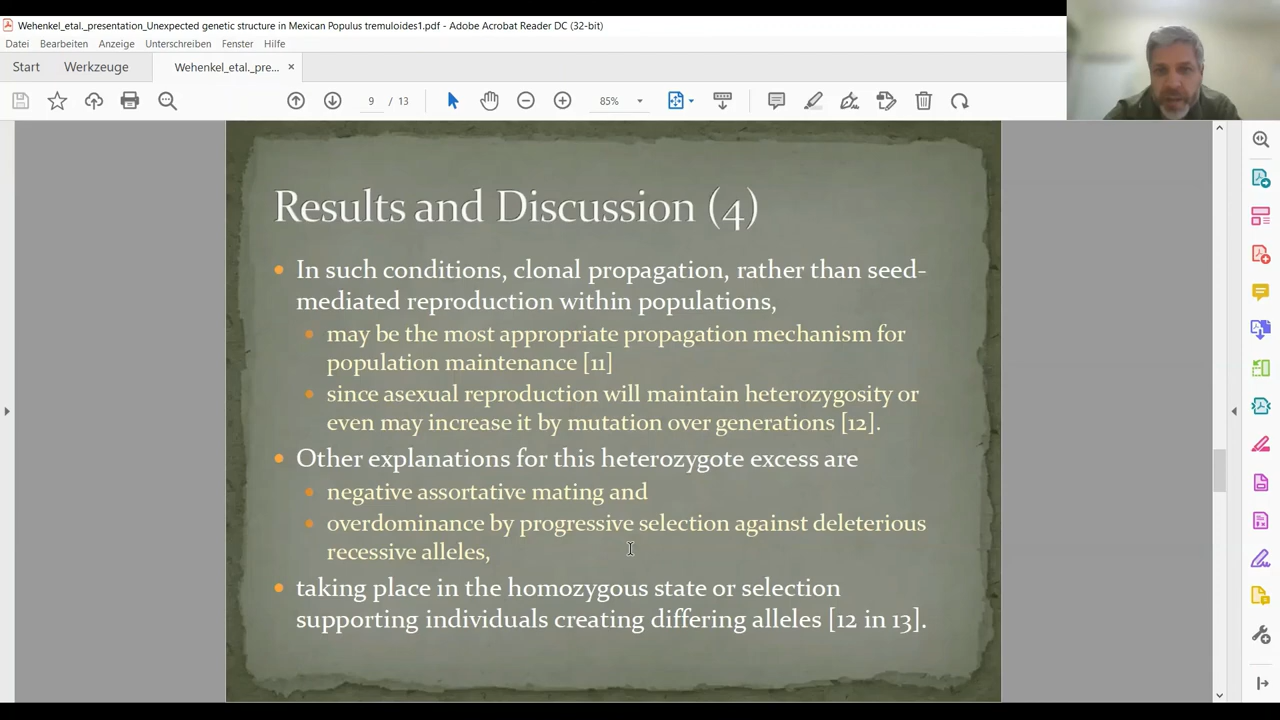 Wehenkel_etal._presentation_Unexpected genetic structure in Mexican Populus tremuloides1.pdf - Adobe Acrobat Reader DC (32-bit)
Datei Bearbeiten Anzeige Unterschreiben Fenster Hilfe
Start Werkzeuge Wehenkel_etal._pre... ×
9 / 13 85%
Results and Discussion (4)
• In such conditions, clonal propagation, rather than seed-
mediated reproduction within populations,
• may be the most appropriate propagation mechanism for
population maintenance [11]
• since asexual reproduction will maintain heterozygosity or
even may increase it by mutation over generations [12].
• Other explanations for this heterozygote excess are
• negative assortative mating and
• overdominance by progressive selection against deleterious
recessive alleles,
• taking place in the homozygous state or selection
supporting individuals creating differing alleles [12 in 13].